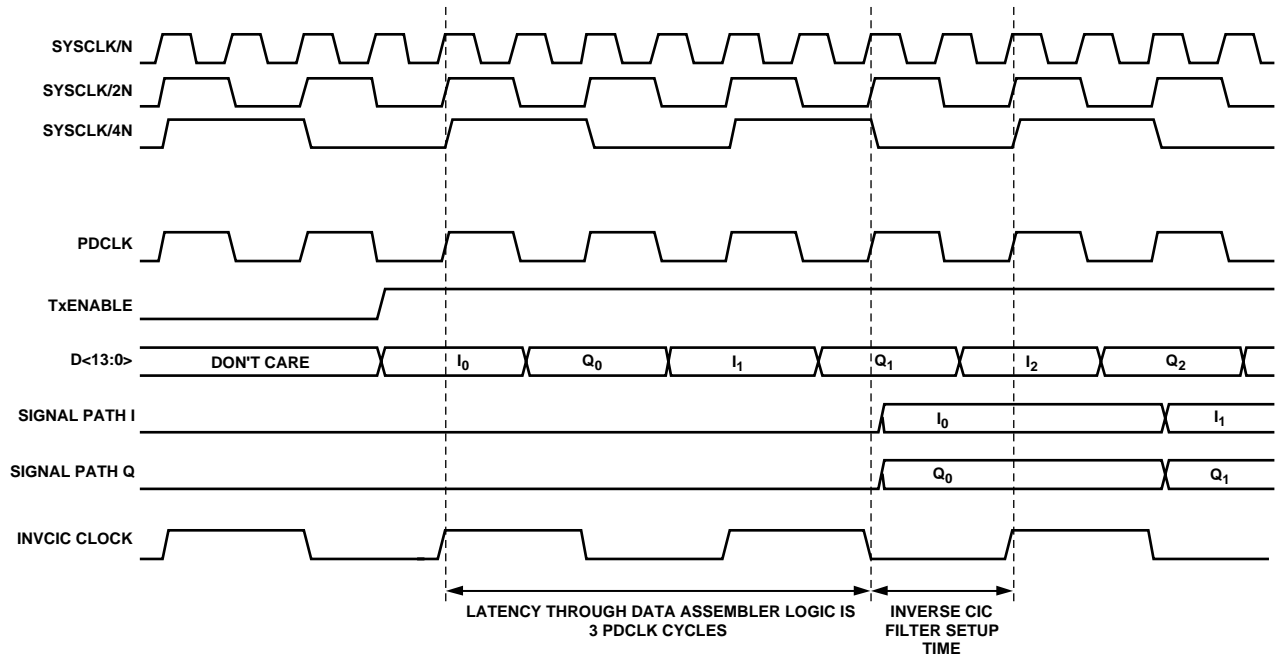 SYSCLK/N
SYSCLK/2N
SYSCLK/4N
PDCLK
TxENABLE
D<13:0>
DON'T CARE
I0
Q0
I1
Q1
I2
Q2
SIGNAL PATH I
I0
I1
SIGNAL PATH Q
Q0
Q1
INVCIC CLOCK
LATENCY THROUGH DATA ASSEMBLER LOGIC IS
3 PDCLK CYCLES
INVERSE CIC
FILTER SETUP
TIME